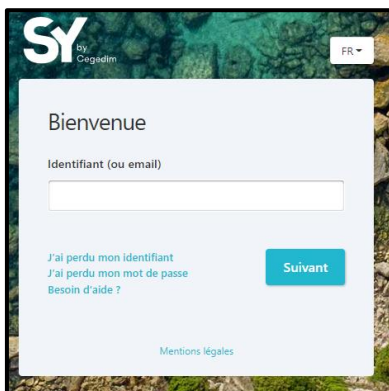 SY
by
Cegedim
FR
Bienvenue
Identifiant (ou email)
J'ai perdu mon identifiant
J'ai perdu mon mot de passe
Besoin d'aide ?
Suivant
Mentions légales